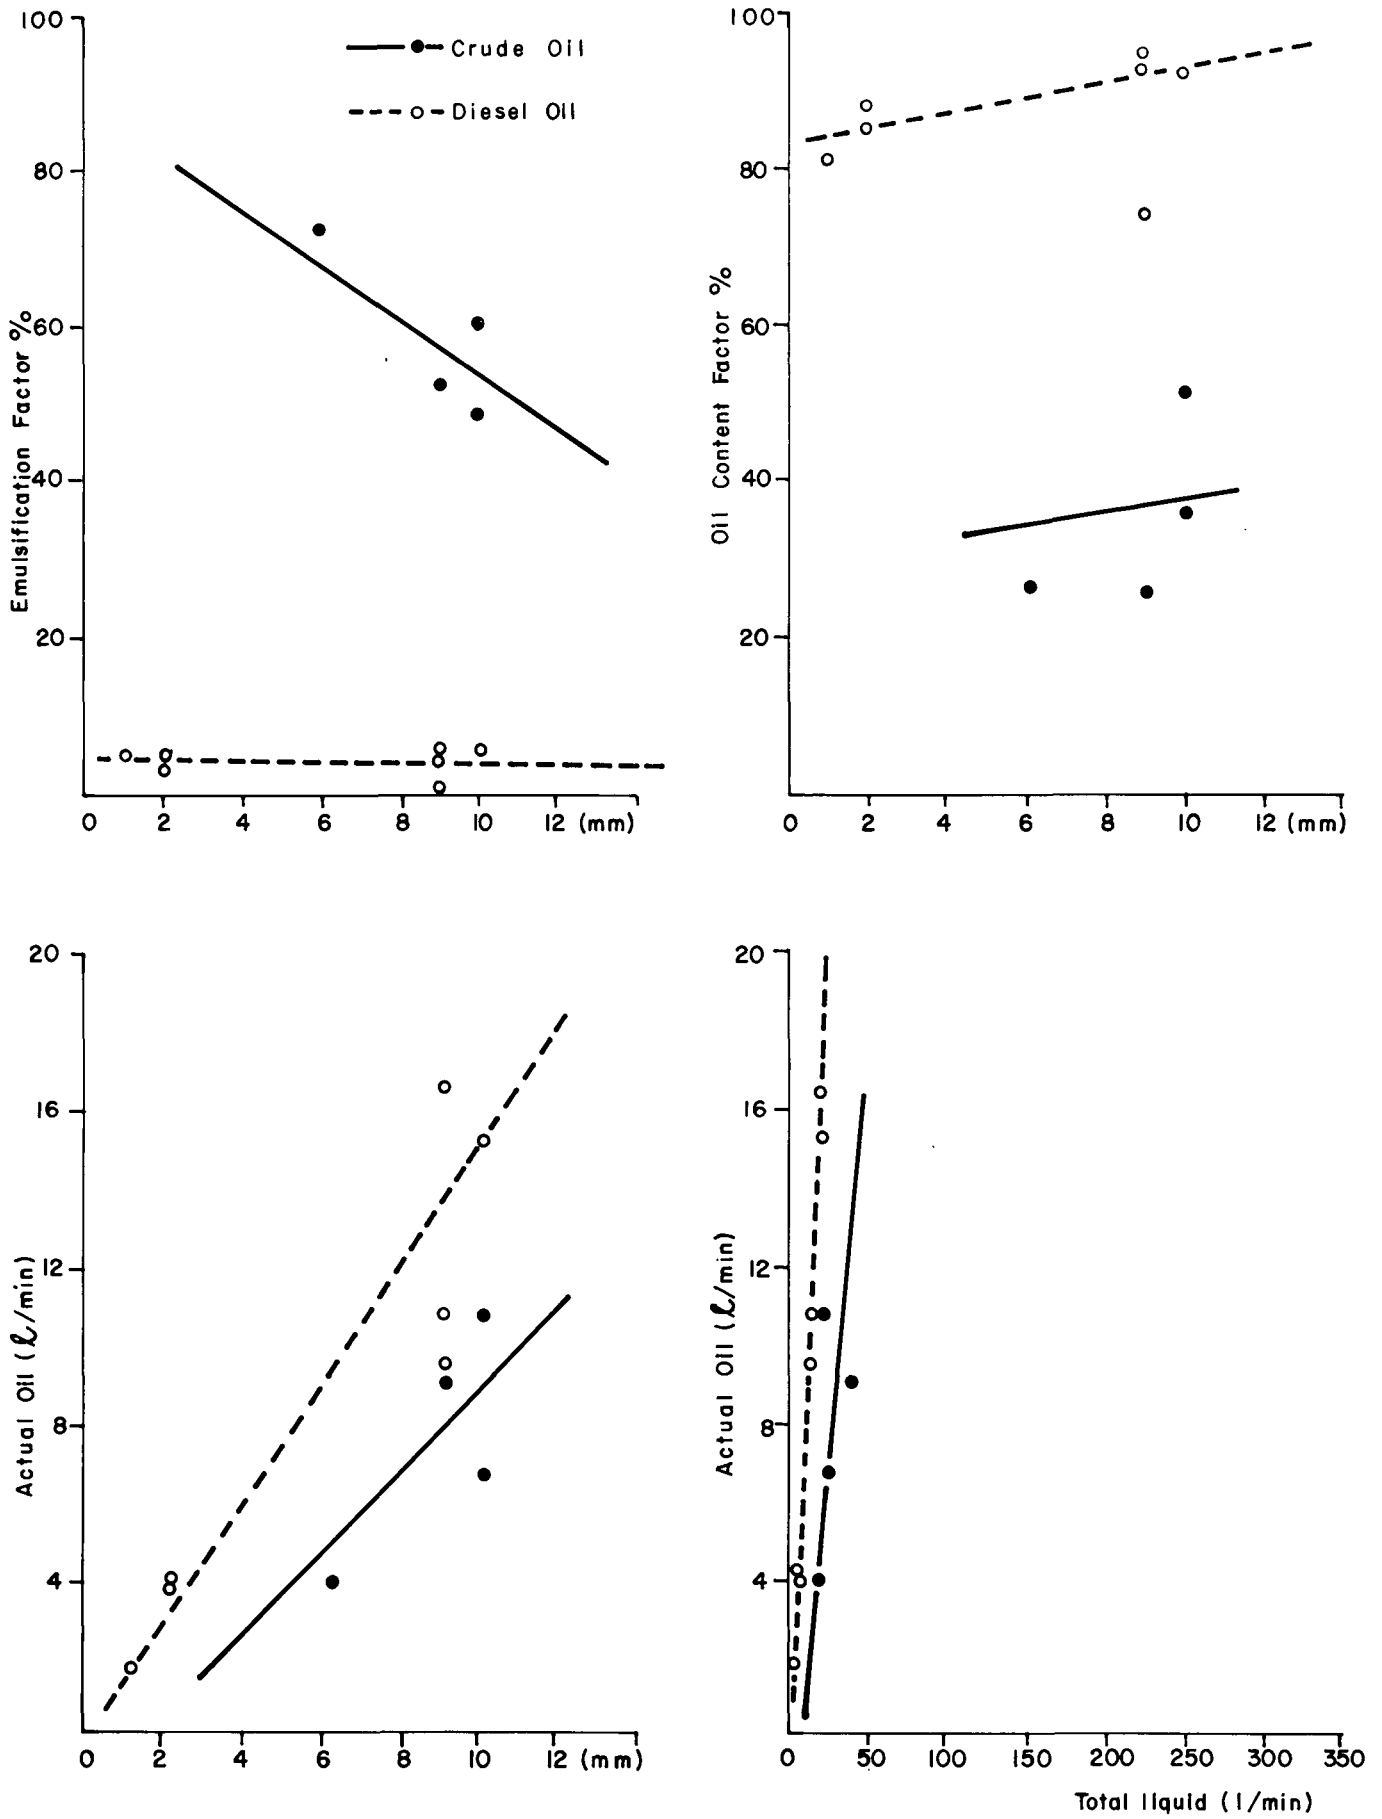 Crude Oil
Diesel Oil
Emulsification Factor %
100
80
60
40
20
0 2 4 6 8 10 12 (mm)
Oil Content Factor %
100
80
60
40
20
0 2 4 6 8 10 12 (mm)
Actual Oil (ℓ/min)
20
16
12
8
4
0 2 4 6 8 10 (mm)
Actual Oil (ℓ/min)
20
16
12
8
4
0 50 100 150 200 250 300 350
Total liquid (l/min)